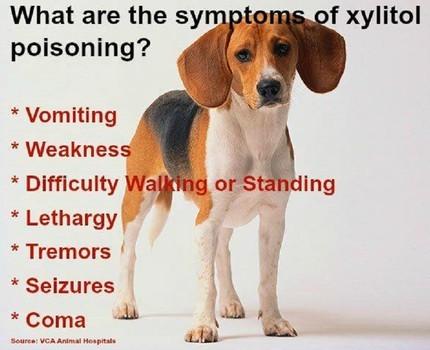 What are the symptoms of xylitol
poisoning?
* Vomiting
* Weakness
* Difficulty Walking or Standing
* Lethargy
* Tremors
* Seizures
* Coma
Source: VCA Animal Hospitals